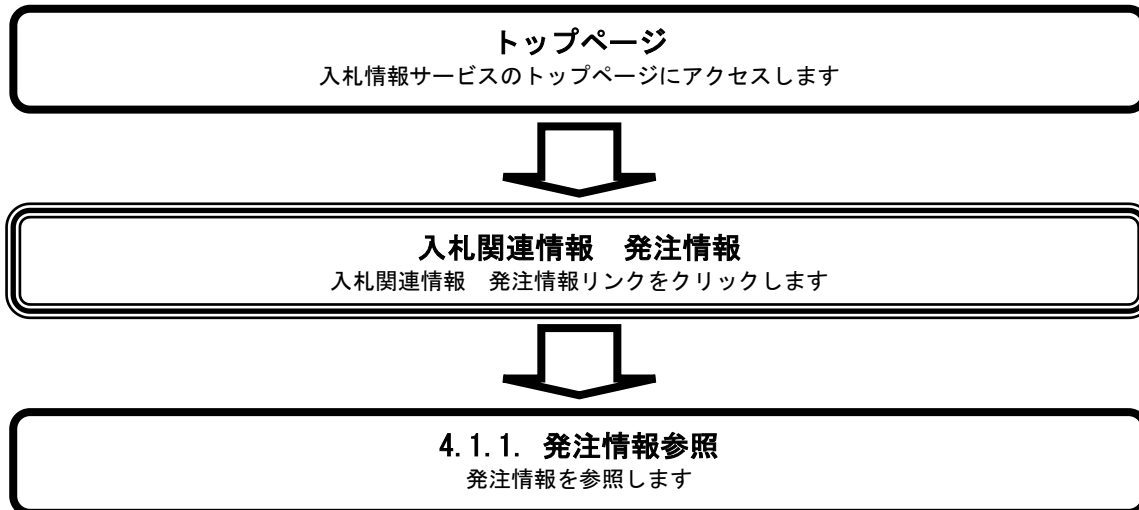 トップページ
入札情報サービスのトップページにアクセスします
入札関連情報　発注情報
入札関連情報　発注情報リンクをクリックします
4.1.1. 発注情報参照
発注情報を参照します